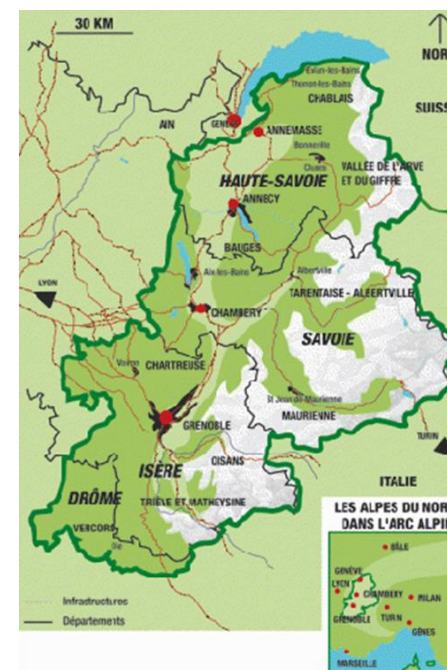 30 KM
NOR
Evian-les-Bains
Thonon-les-Bains
CHABLAIS
SUISS
AIN
GENÈVE
ANNEMASSE
Bonneville
Cluses
VALLÉE DE L'ARVE
ET DU GIFFRE
HAUTE-SAVOIE
ANNECY
BAUGES
Aix-les-Bains
Albertville
LYON
TARENTAISE - ALBERTVILLE
CHAMBERY
SAVOIE
Voiron
CHARTREUSE
St Jean de Maurienne
MAURIENNE
GRENOBLE
TURIN
OISANS
ISÈRE
ITALIE
DRÔME
TRIÈVE ET MATHEYSINE
VERCORS
Die
LES ALPES DU NOR
DANS L'ARC ALPI
BÂLE
GENÈVE
LYON
CHAMBERY
MILAN
GRENOBLE
TURIN
GÊNES
MARSEILLE
Infrastructures
Départements